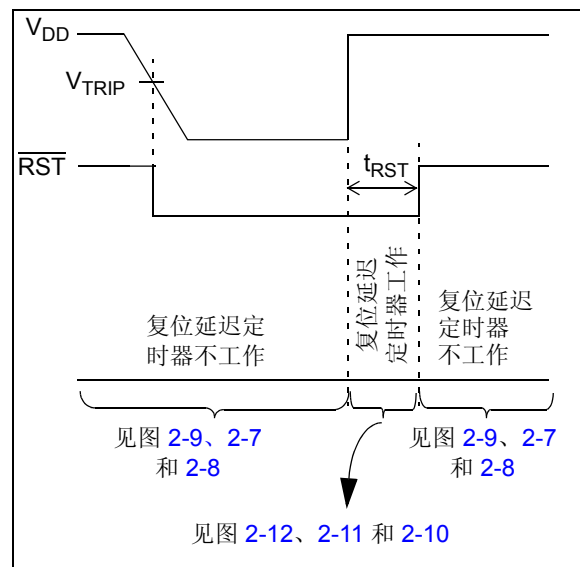 VDD
VTRIP
RST
tRST
复位延迟定
时器不工作
复位延迟
定时器工作
复位延迟
定时器
不工作
见图 2-9、2-7
和 2-8
见图 2-9、2-7
和 2-8
见图 2-12、2-11 和 2-10